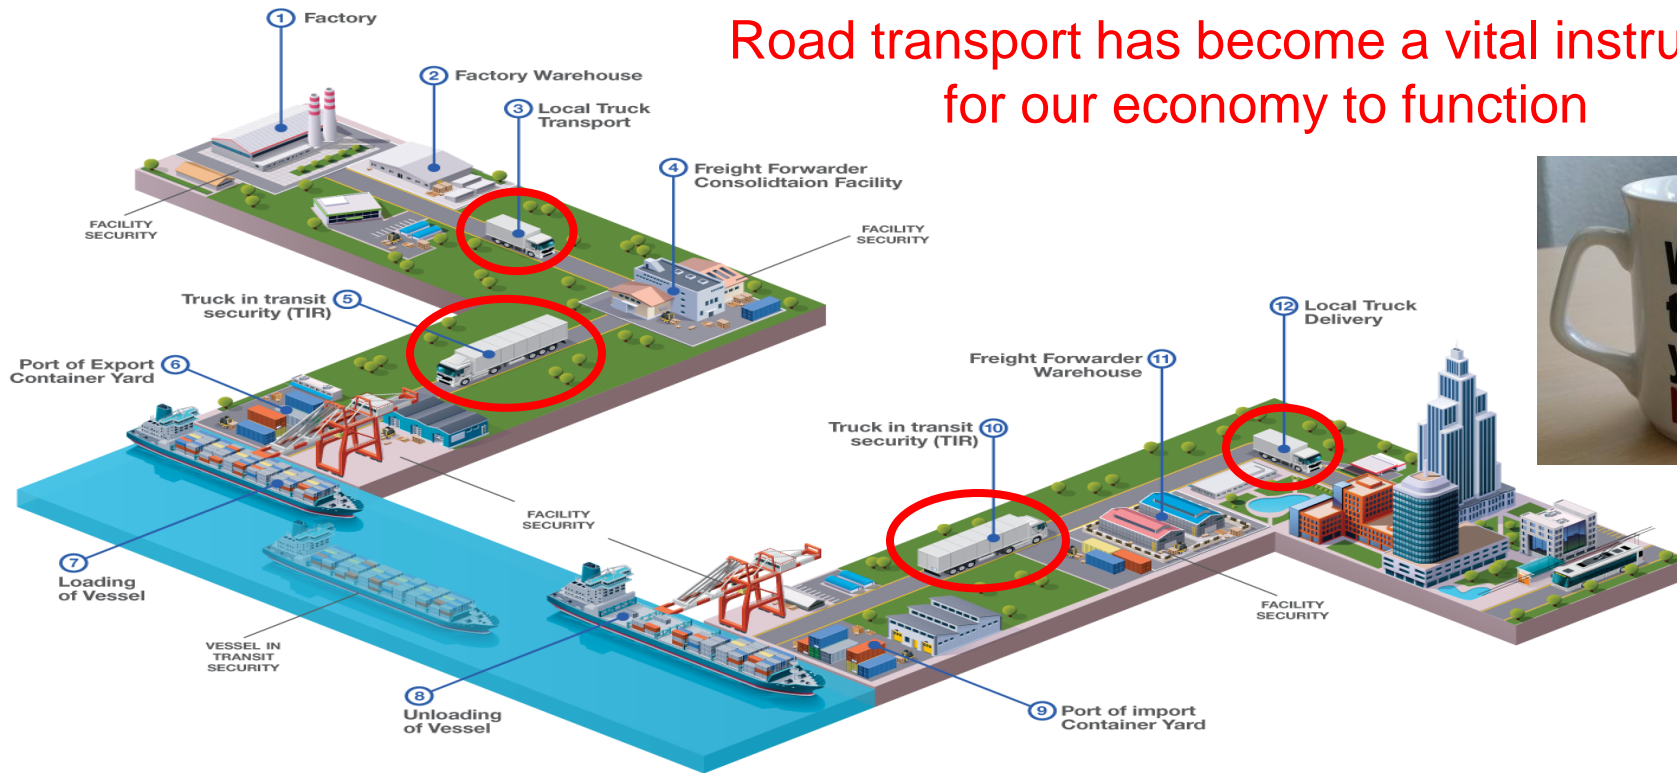 Road transport has become a vital instru
for our economy to function
1 Factory
2 Factory Warehouse
3 Local Truck
Transport
4 Freight Forwarder
Consolidtaion Facility
FACILITY
SECURITY
FACILITY
SECURITY
Truck in transit 5
security (TIR)
12 Local Truck
Delivery
Port of Export 6
Container Yard
Freight Forwarder 11
Warehouse
Truck in transit 10
security (TIR)
FACILITY
SECURITY
7
Loading
of Vessel
FACILITY
SECURITY
VESSEL IN
TRANSIT
SECURITY
8
Unloading
of Vessel
9 Port of import
Container Yard